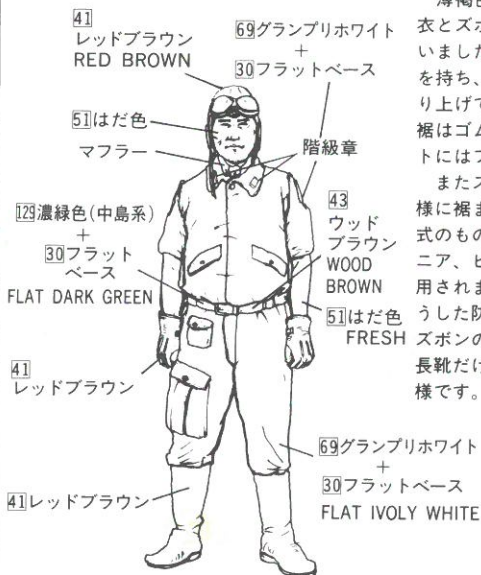 41
レッドブラウン
RED BROWN
69グランプリホワイト
+
30フラットベース
51はだ色
マフラー
階級章
129濃緑色(中島系)
+
30フラット
ベース
FLAT DARK GREEN
43
ウッド
ブラウン
WOOD
BROWN
51はだ色
FRESH
41
レッドブラウン
41レッドブラウン
69グランプリホワイト
+
30フラットベース
FLAT IVOLY WHITE
衣とズボ
いました
を持ち、
り上げて
裾はゴム
トにはフ
またス
様に裾ま
式のもの
ニア、ヒ
用されま
うした防
ズボンの
長靴だけ
様です。